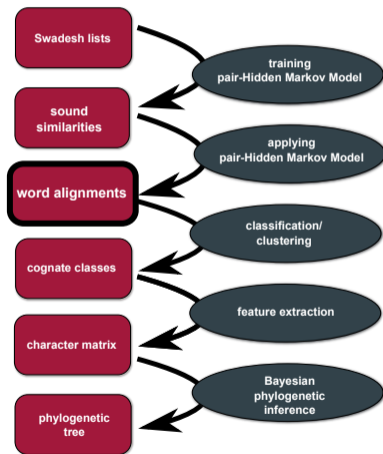 Swadesh lists
training
pair-Hidden Markov Model
sound
similarities
applying
pair-Hidden Markov Model
word alignments
classification/
clustering
cognate classes
feature extraction
character matrix
Bayesian
phylogenetic
inference
phylogenetic
tree